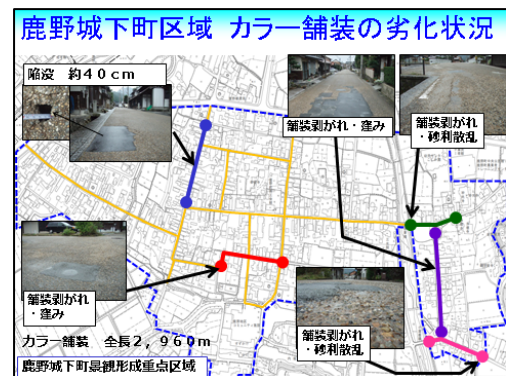 鹿野城下町区域 カラー舗装の劣化状況
陥没 約40cm
舗装剥がれ・窪み
舗装剥がれ
・砂利散乱
舗装剥がれ
・窪み
舗装剥がれ
・砂利散乱
カラー舗装 全長2,960m
鹿野城下町景観形成重点区域